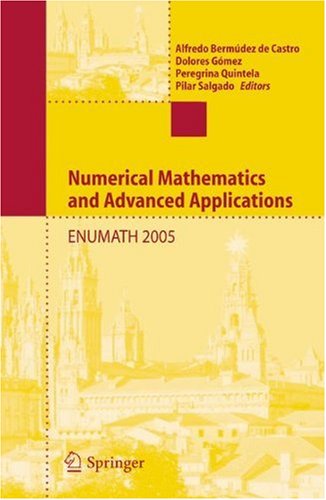 Alfredo Bermúdez de Castro
Dolores Gómez
Peregrina Quintela
Pilar Salgado Editors
Numerical Mathematics
and Advanced Applications
ENUMATH 2005
Springer